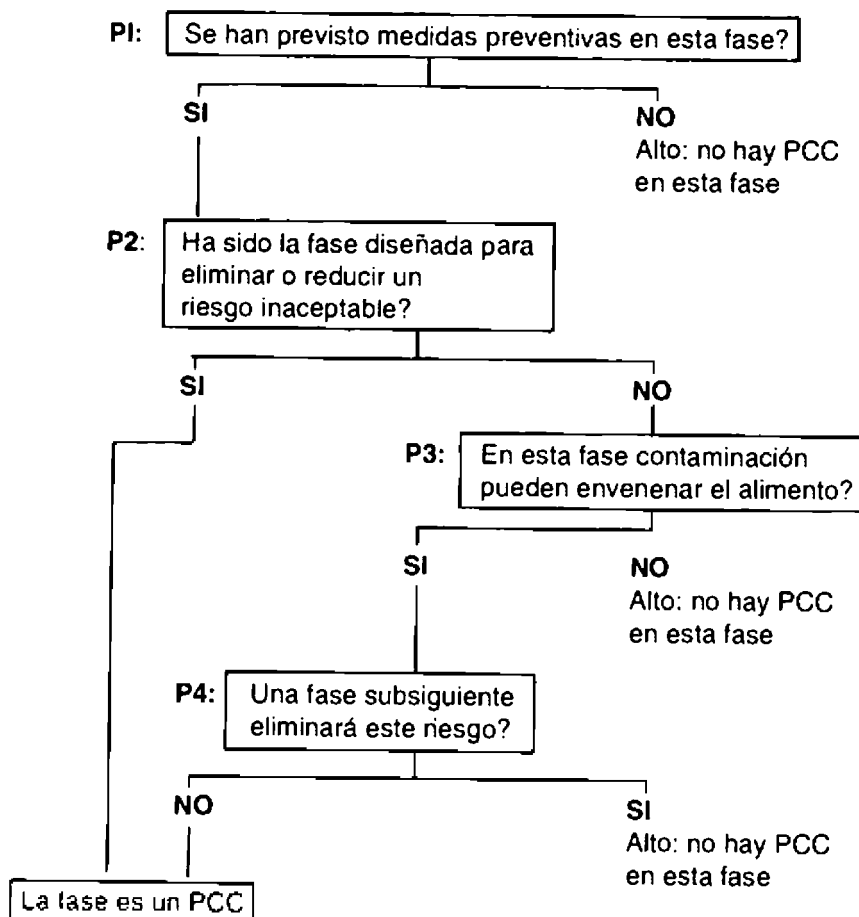 PI: Se han previsto medidas preventivas en esta fase?
SI
NO
Alto: no hay PCC
en esta fase
P2: Ha sido la fase diseñada para
eliminar o reducir un
riesgo inaceptable?
SI
NO
P3: En esta fase contaminación
pueden envenenar el alimento?
SI
NO
Alto: no hay PCC
en esta fase
P4: Una fase subsiguiente
eliminará este riesgo?
NO
SI
Alto: no hay PCC
en esta fase
La fase es un PCC